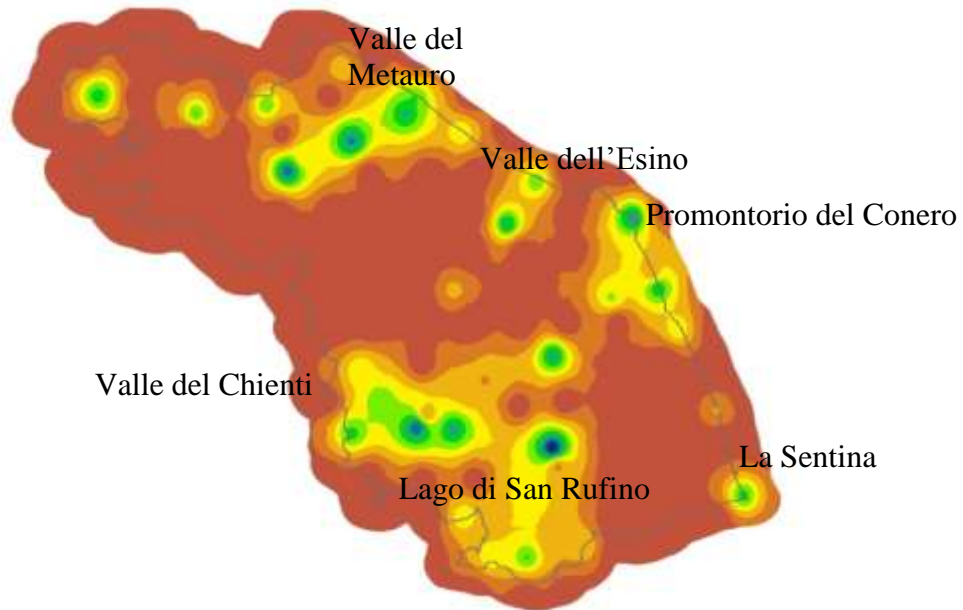 Valle del
Metauro
Valle dell’Esino
Promontorio del Conero
Valle del Chienti
La Sentina
Lago di San Rufino